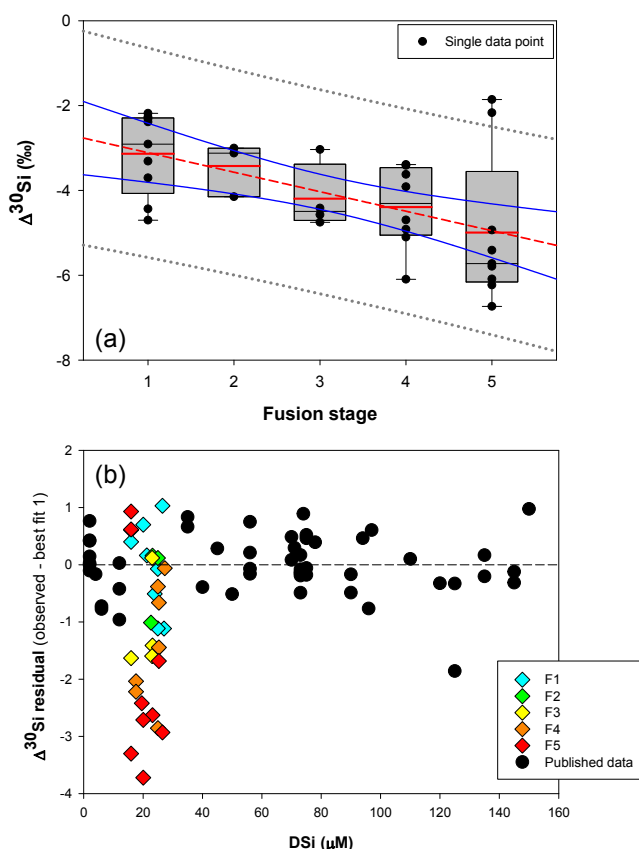 0
-2
-4
-6
-8
Δ³⁰Si (‰)
Single data point
(a)
1 2 3 4 5
Fusion stage
2
1
0
-1
-2
-3
-4
Δ³⁰Si residual (observed - best fit 1)
(b)
F1
F2
F3
F4
F5
Published data
0 20 40 60 80 100 120 140 160
DSi (μM)